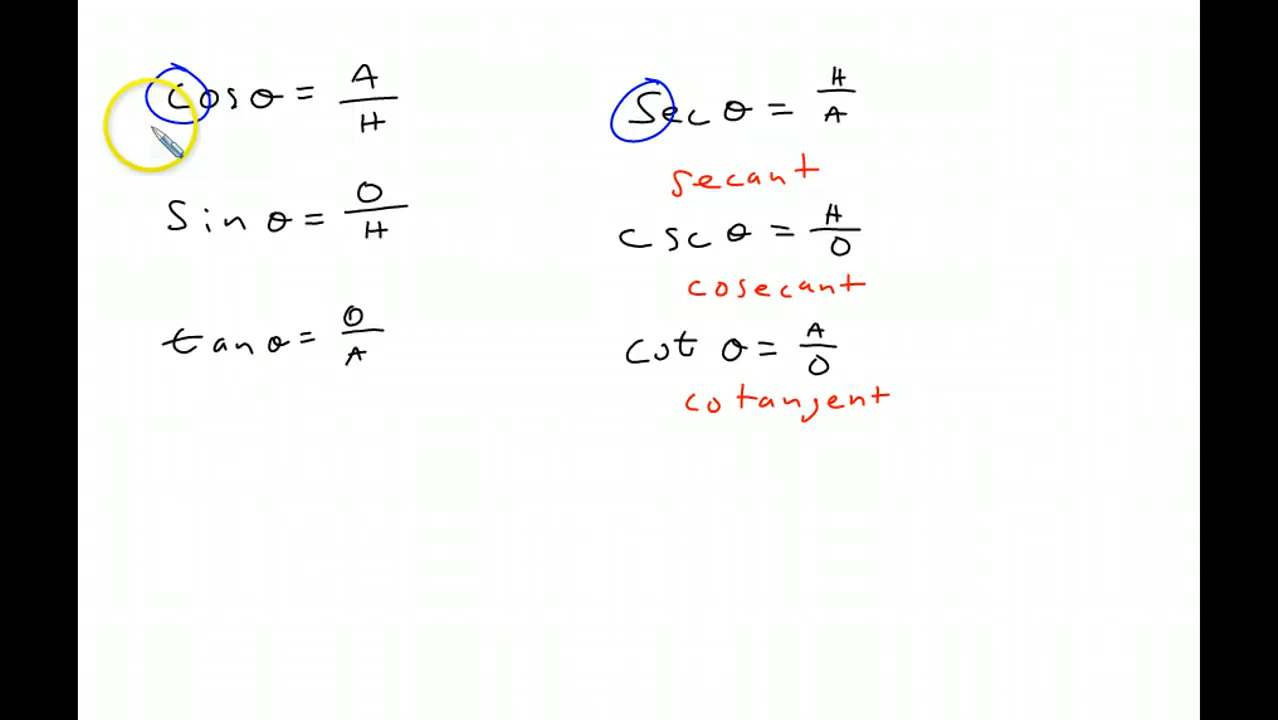 cos θ = A/H
sin θ = O/H
tan θ = O/A
sec θ = H/A
secant
csc θ = H/O
cosecant
cot θ = A/O
cotangent